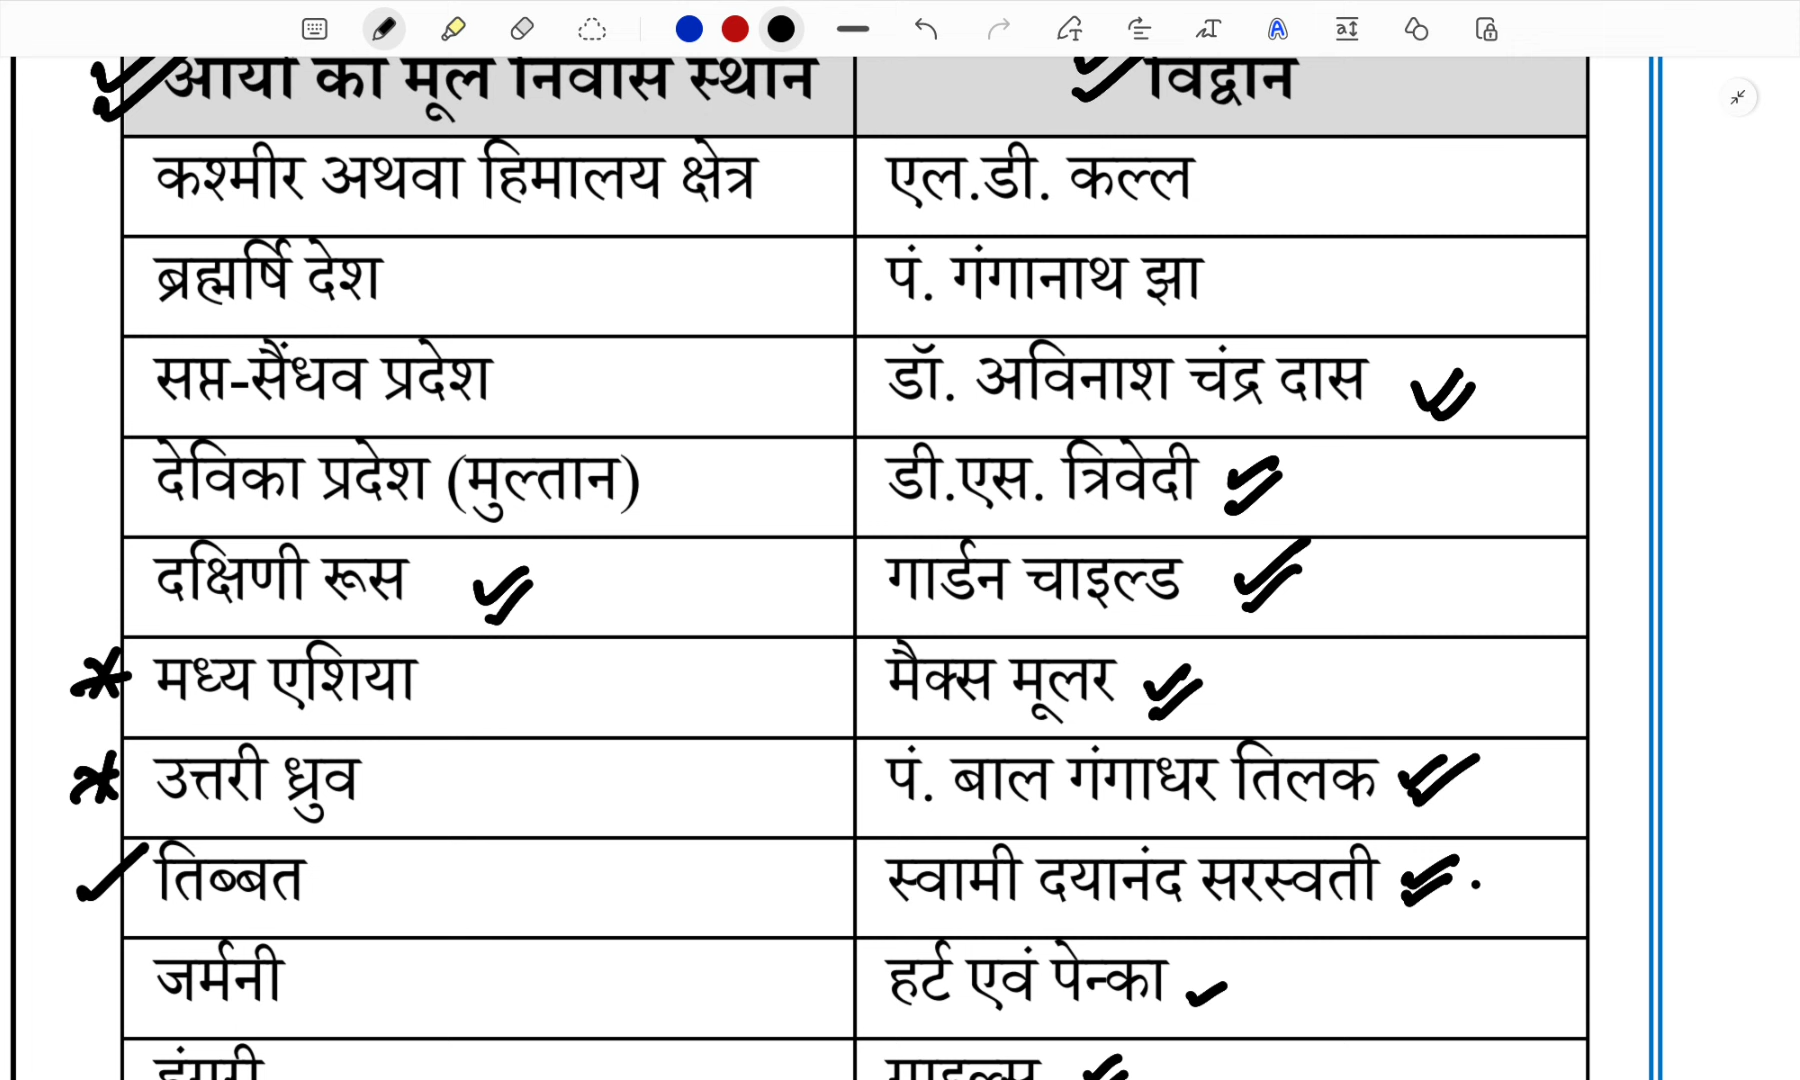 आर्यों का मूल निवास स्थान विद्वान
कश्मीर अथवा हिमालय क्षेत्र एल.डी. कल्ल
ब्रह्मर्षि देश पं. गंगानाथ झा
सप्त-सैंधव प्रदेश डॉ. अविनाश चंद्र दास
देविका प्रदेश (मुल्तान) डी.एस. त्रिवेदी
दक्षिणी रूस गार्डन चाइल्ड
मध्य एशिया मैक्स मूलर
उत्तरी ध्रुव पं. बाल गंगाधर तिलक
तिब्बत स्वामी दयानंद सरस्वती
जर्मनी हर्ट एवं पेन्का